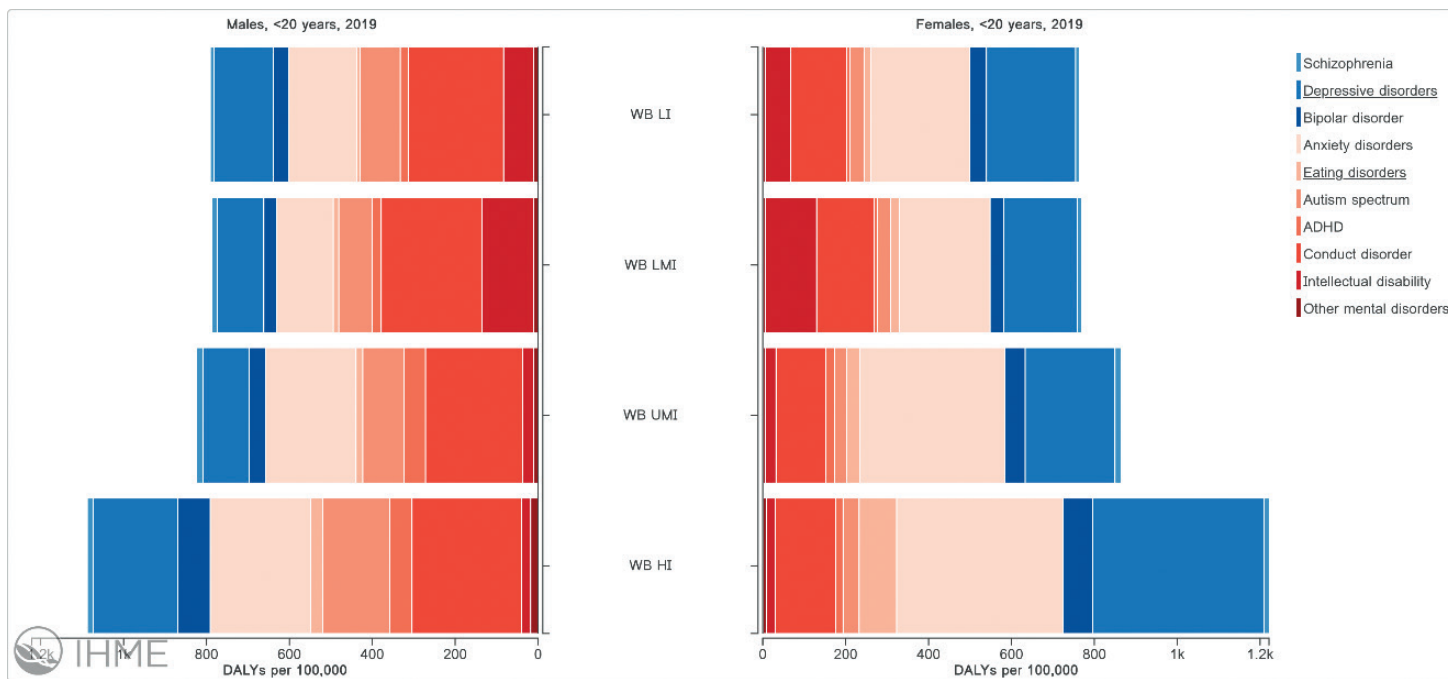 Males, <20 years, 2019
Females, <20 years, 2019
WB LI
WB LMI
WB UMI
WB HI
Schizophrenia
Depressive disorders
Bipolar disorder
Anxiety disorders
Eating disorders
Autism spectrum
ADHD
Conduct disorder
Intellectual disability
Other mental disorders
1.2k 1k 800 600 400 200 0
0 200 400 600 800 1k 1.2k
IHME
DALYs per 100,000
DALYs per 100,000